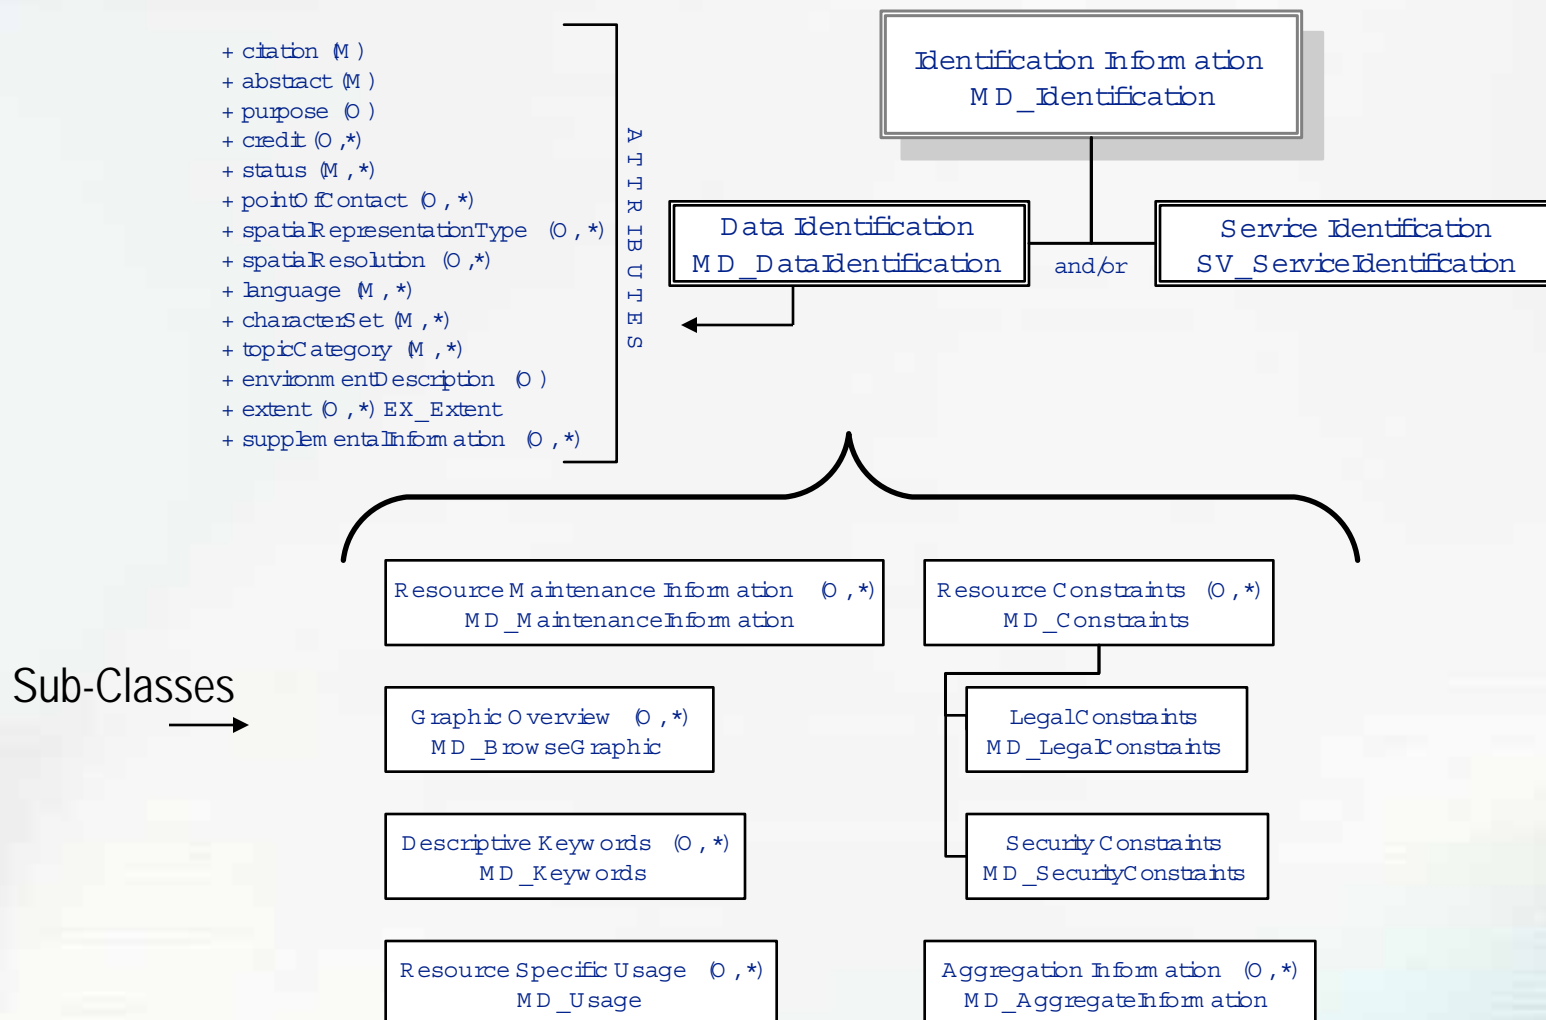 Identification Information
MD_Identification
+ citation (M)
+ abstract (M)
+ purpose (O)
+ credit (O,*)
+ status (M,*)
+ pointOfContact (O,*)
+ spatialRepresentationType (O,*)
+ spatialResolution (O,*)
+ language (M,*)
+ characterSet (M,*)
+ topicCategory (M,*)
+ environmentDescription (O)
+ extent (O,*) EX_Extent
+ supplementalInformation (O,*)
ATTRIBUTES
Data Identification
MD_DataIdentification
and/or
Service Identification
SV_ServiceIdentification
Sub-Classes
Resource Maintenance Information (O,*)
MD_MaintenanceInformation
Resource Constraints (O,*)
MD_Constraints
Graphic Overview (O,*)
MD_BrowseGraphic
Legal Constraints
MD_LegalConstraints
Descriptive Keywords (O,*)
MD_Keywords
Security Constraints
MD_SecurityConstraints
Resource Specific Usage (O,*)
MD_Usage
Aggregation Information (O,*)
MD_AggregateInformation